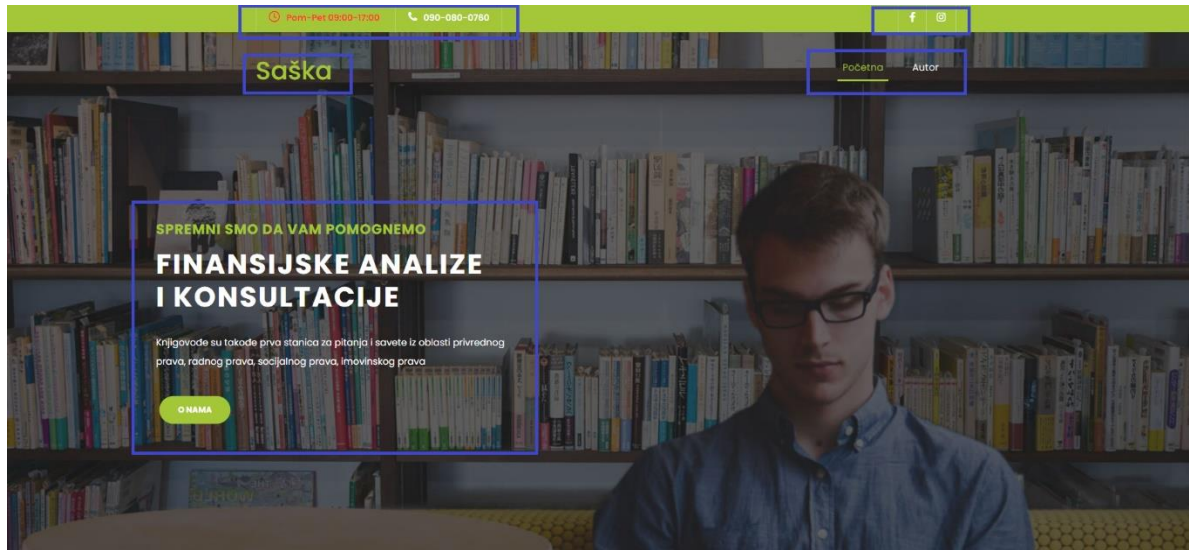 Pom-Pet 09:00-17:00 090-080-0760
Saška
Početna Autor
SPREMNI SMO DA VAM POMOGNEMO
FINANSIJSKE ANALIZE
I KONSULTACIJE
Knjigovođe su takođe prva stanica za pitanja i savete iz oblasti privrednog
prava, radnog prava, socijalnog prava, imovinskog prava
O NAMA